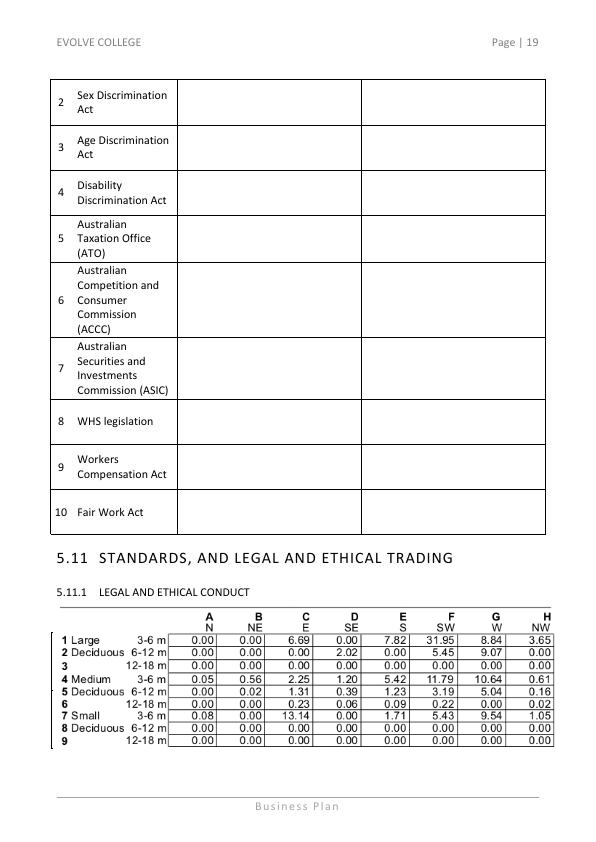 EVOLVE COLLEGE Page | 19
2 Sex Discrimination
Act
3 Age Discrimination
Act
4 Disability
Discrimination Act
5 Australian
Taxation Office
(ATO)
6 Australian
Competition and
Consumer
Commission
(ACCC)
7 Australian
Securities and
Investments
Commission (ASIC)
8 WHS legislation
9 Workers
Compensation Act
10 Fair Work Act
5.11 STANDARDS, AND LEGAL AND ETHICAL TRADING
5.11.1 LEGAL AND ETHICAL CONDUCT
A B C D E F G H
N NE E SE S SW W NW
1 Large 3-6 m 0.00 0.00 6.69 0.00 7.82 31.95 8.84 3.65
2 Deciduous 6-12 m 0.00 0.00 0.00 2.02 0.00 5.45 9.07 0.00
3 12-18 m 0.00 0.00 0.00 0.00 0.00 0.00 0.00 0.00
4 Medium 3-6 m 0.05 0.56 2.25 1.20 5.42 11.79 10.64 0.61
5 Deciduous 6-12 m 0.00 0.02 1.31 0.39 1.23 3.19 5.04 0.16
6 12-18 m 0.00 0.00 0.23 0.06 0.09 0.22 0.00 0.02
7 Small 3-6 m 0.08 0.00 13.14 0.00 1.71 5.43 9.54 1.05
8 Deciduous 6-12 m 0.00 0.00 0.00 0.00 0.00 0.00 0.00 0.00
9 12-18 m 0.00 0.00 0.00 0.00 0.00 0.00 0.00 0.00
Business Plan